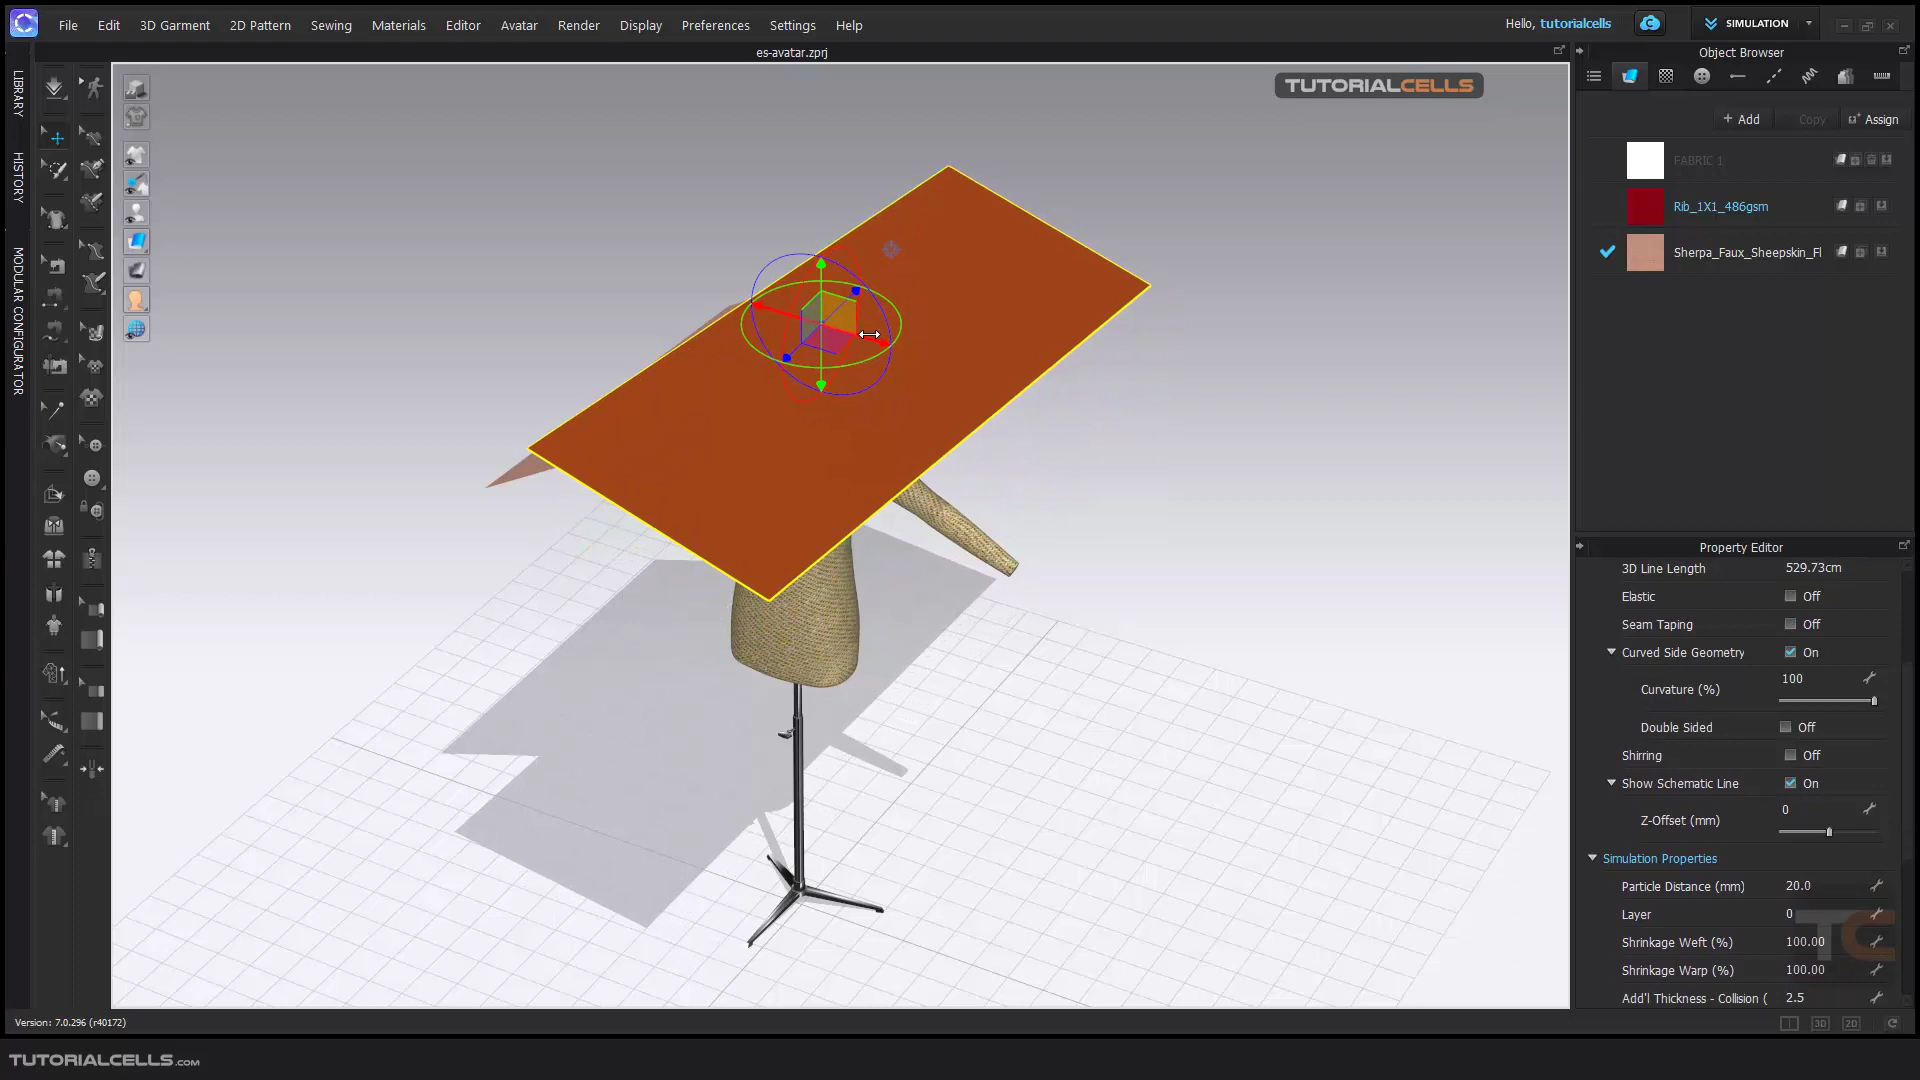 File Edit 3D Garment 2D Pattern Sewing Materials Editor Avatar Render Display Preferences Settings Help
Hello, tutorialcells
SIMULATION
es-avatar.zprj
Object Browser
LIBRARY
HISTORY
MODULAR CONFIGURATOR
TUTORIALCELLS
+ Add Copy Assign
FABRIC 1
Rib_1X1_486gsm
Sherpa_Faux_Sheepskin_Fl
Property Editor
3D Line Length 529.73cm
Elastic Off
Seam Taping Off
Curved Side Geometry On
Curvature (%) 100
Double Sided Off
Shirring Off
Show Schematic Line On
Z-Offset (mm) 0
Simulation Properties
Particle Distance (mm) 20.0
Layer 0
Shrinkage Weft (%) 100.00
Shrinkage Warp (%) 100.00
Add'l Thickness - Collision ( 2.5
TC
Version: 7.0.296 (r40172)
3D 2D
TUTORIALCELLS.com